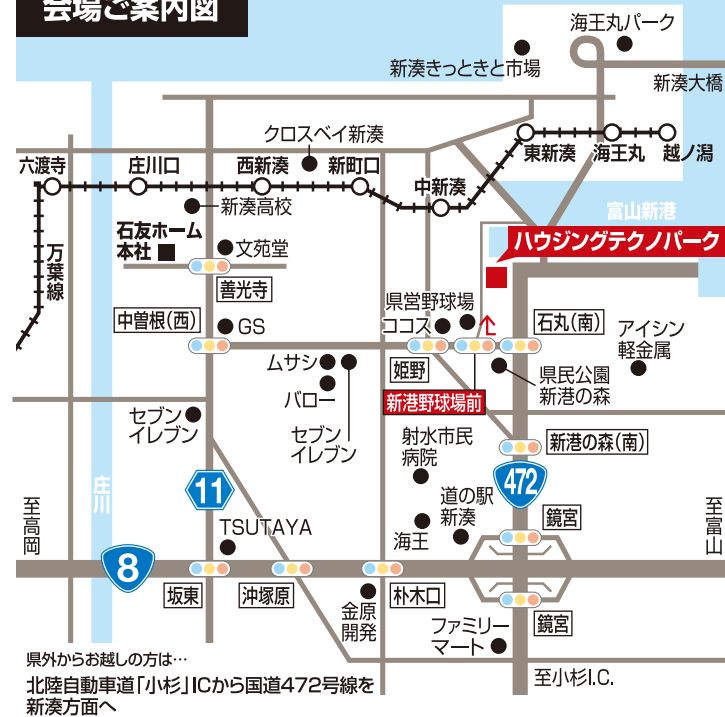 会場ご案内図
海王丸パーク
新湊きっときと市場
新湊大橋
クロスベイ新湊
六渡寺
庄川口
西新湊
新町口
中新湊
東新湊
海王丸
越ノ潟
新湊高校
富山新港
石友ホーム
本社
文苑堂
万葉線
ハウジングテクノパーク
善光寺
県営野球場
中曽根(西)
GS
ココス
石丸(南)
アイシン
軽金属
ムサシ
姫野
県民公園
新港の森
バロー
新港野球場前
セブン
イレブン
セブン
イレブン
射水市民
病院
新港の森(南)
庄川
11
472
道の駅
新湊
至高岡
至富山
TSUTAYA
海王
鏡宮
8
坂東
沖塚原
朴木口
金原
開発
ファミリー
マート
鏡宮
県外からお越しの方は…
至小杉I.C.
北陸自動車道「小杉」ICから国道472号線を
新湊方面へ